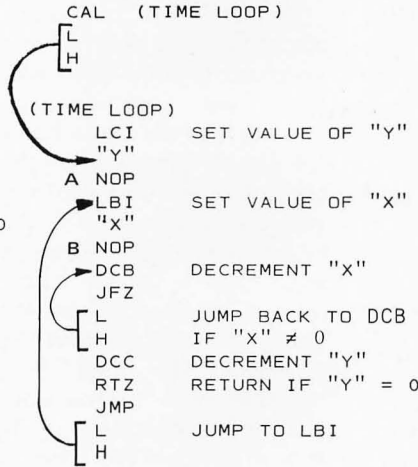 CAL (TIME LOOP)
L
H
(TIME LOOP)
LCI SET VALUE OF "Y"
"Y"
A NOP
LBI SET VALUE OF "X"
"X"
B NOP
DCB DECREMENT "X"
JFZ
L JUMP BACK TO DCB
H IF "X" ≠ 0
DCC DECREMENT "Y"
RTZ RETURN IF "Y" = 0
JMP
L JUMP TO LBI
H